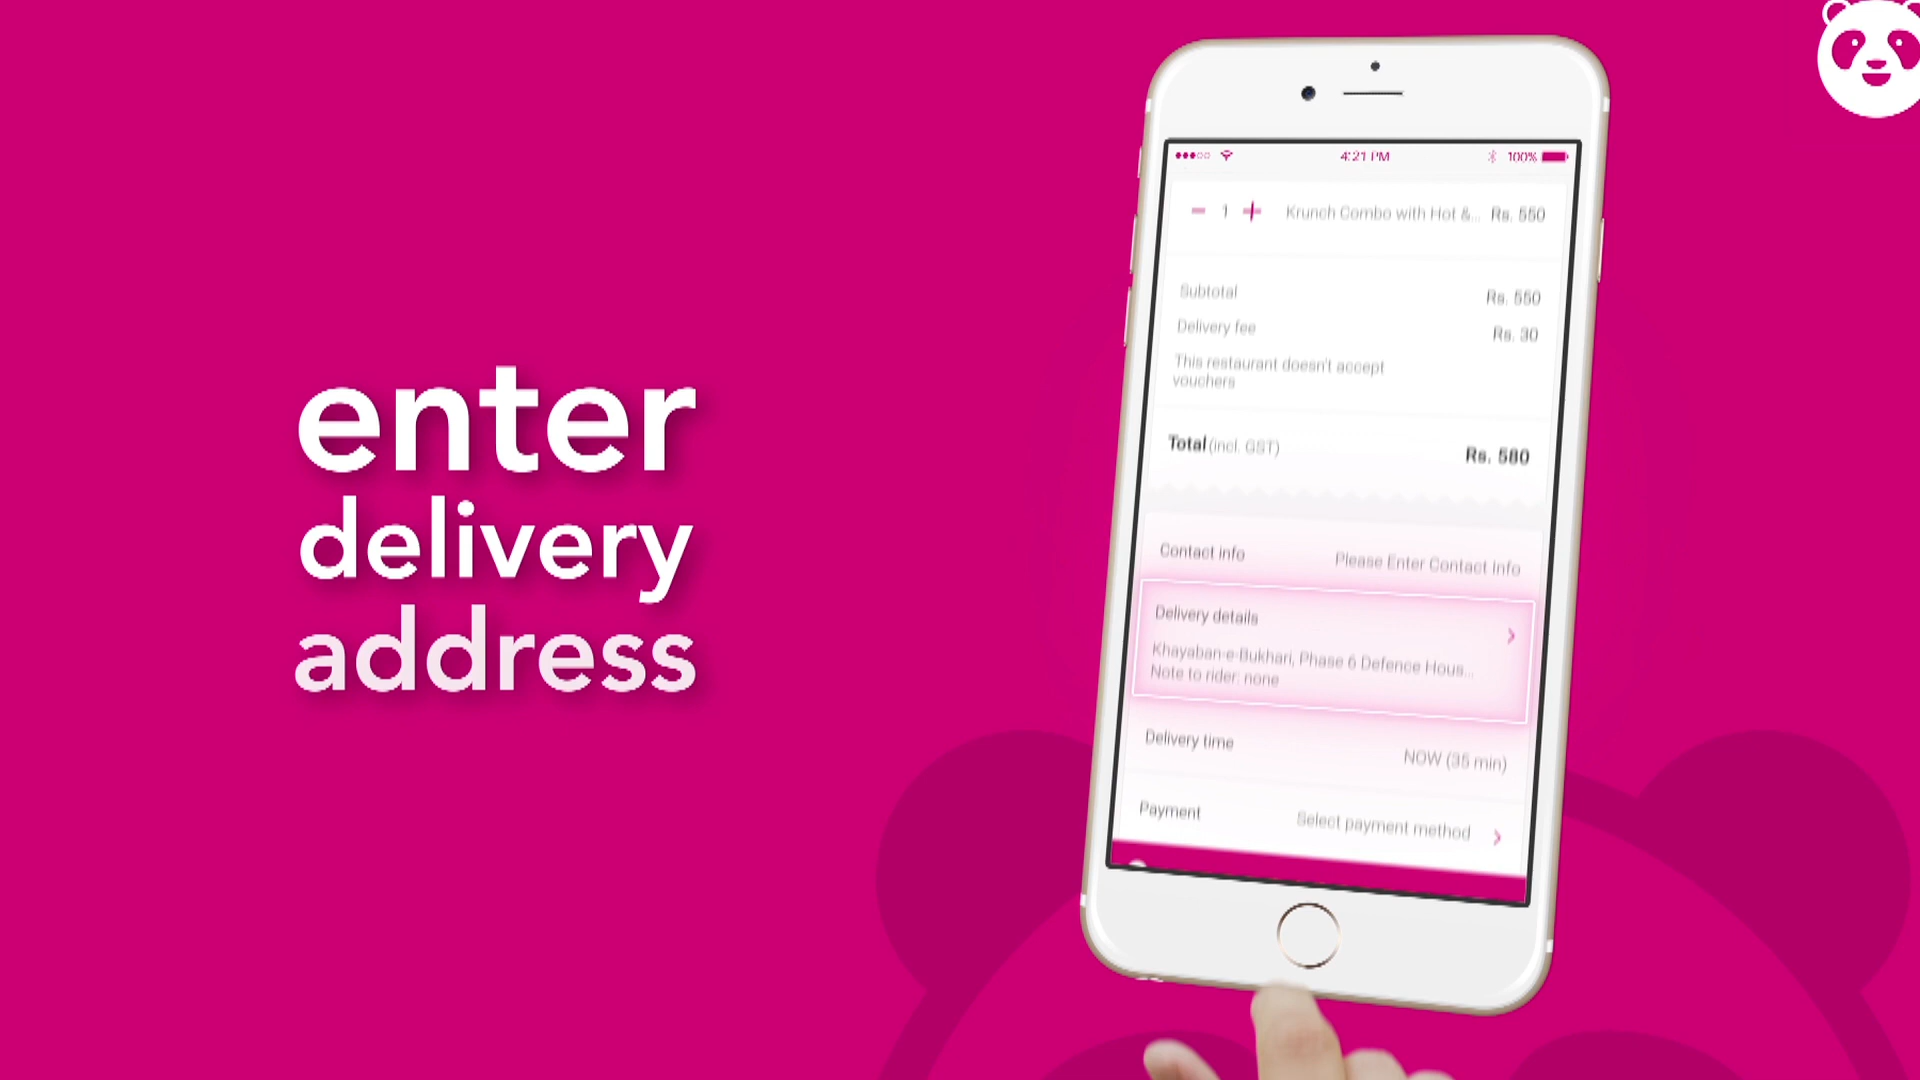 enter
delivery
address
4:21 PM
100%
1
Krunch Combo with Hot &... Rs. 550
Subtotal Rs. 550
Delivery fee Rs. 30
This restaurant doesn't accept
vouchers
Total (incl. GST) Rs. 580
Contact info Please Enter Contact Info
Delivery details
Khayaban-e-Bukhari, Phase 6 Defence Hous...
Note to rider: none
Delivery time NOW (35 min)
Payment Select payment method